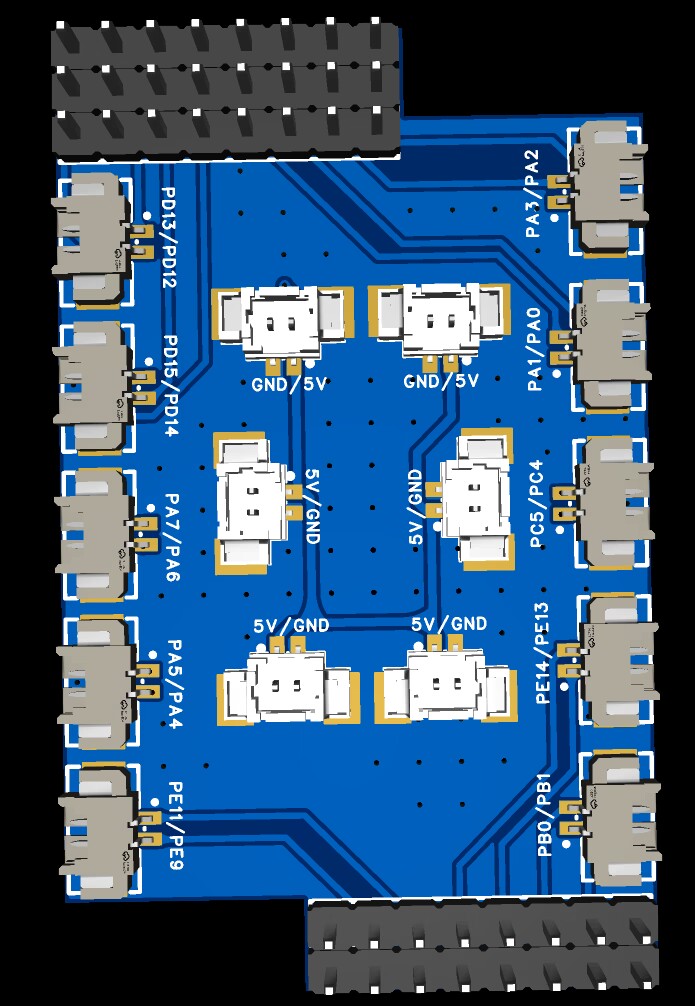 PD13/PD12
PA3/PA2
PD15/PD14
PA1/PA0
GND/5V
GND/5V
PA7/PA6
5V/GND
5V/GND
PC5/PC4
PA5/PA4
5V/GND
5V/GND
PE14/PE13
PE11/PE9
PB0/PB1